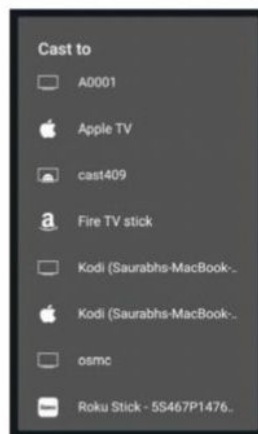 Cast to
A0001
Apple TV
cast409
Fire TV stick
Kodi (Saurabhs-MacBook-..
Kodi (Saurabhs-MacBook-..
osmc
Roku Stick - 5S467P1476..